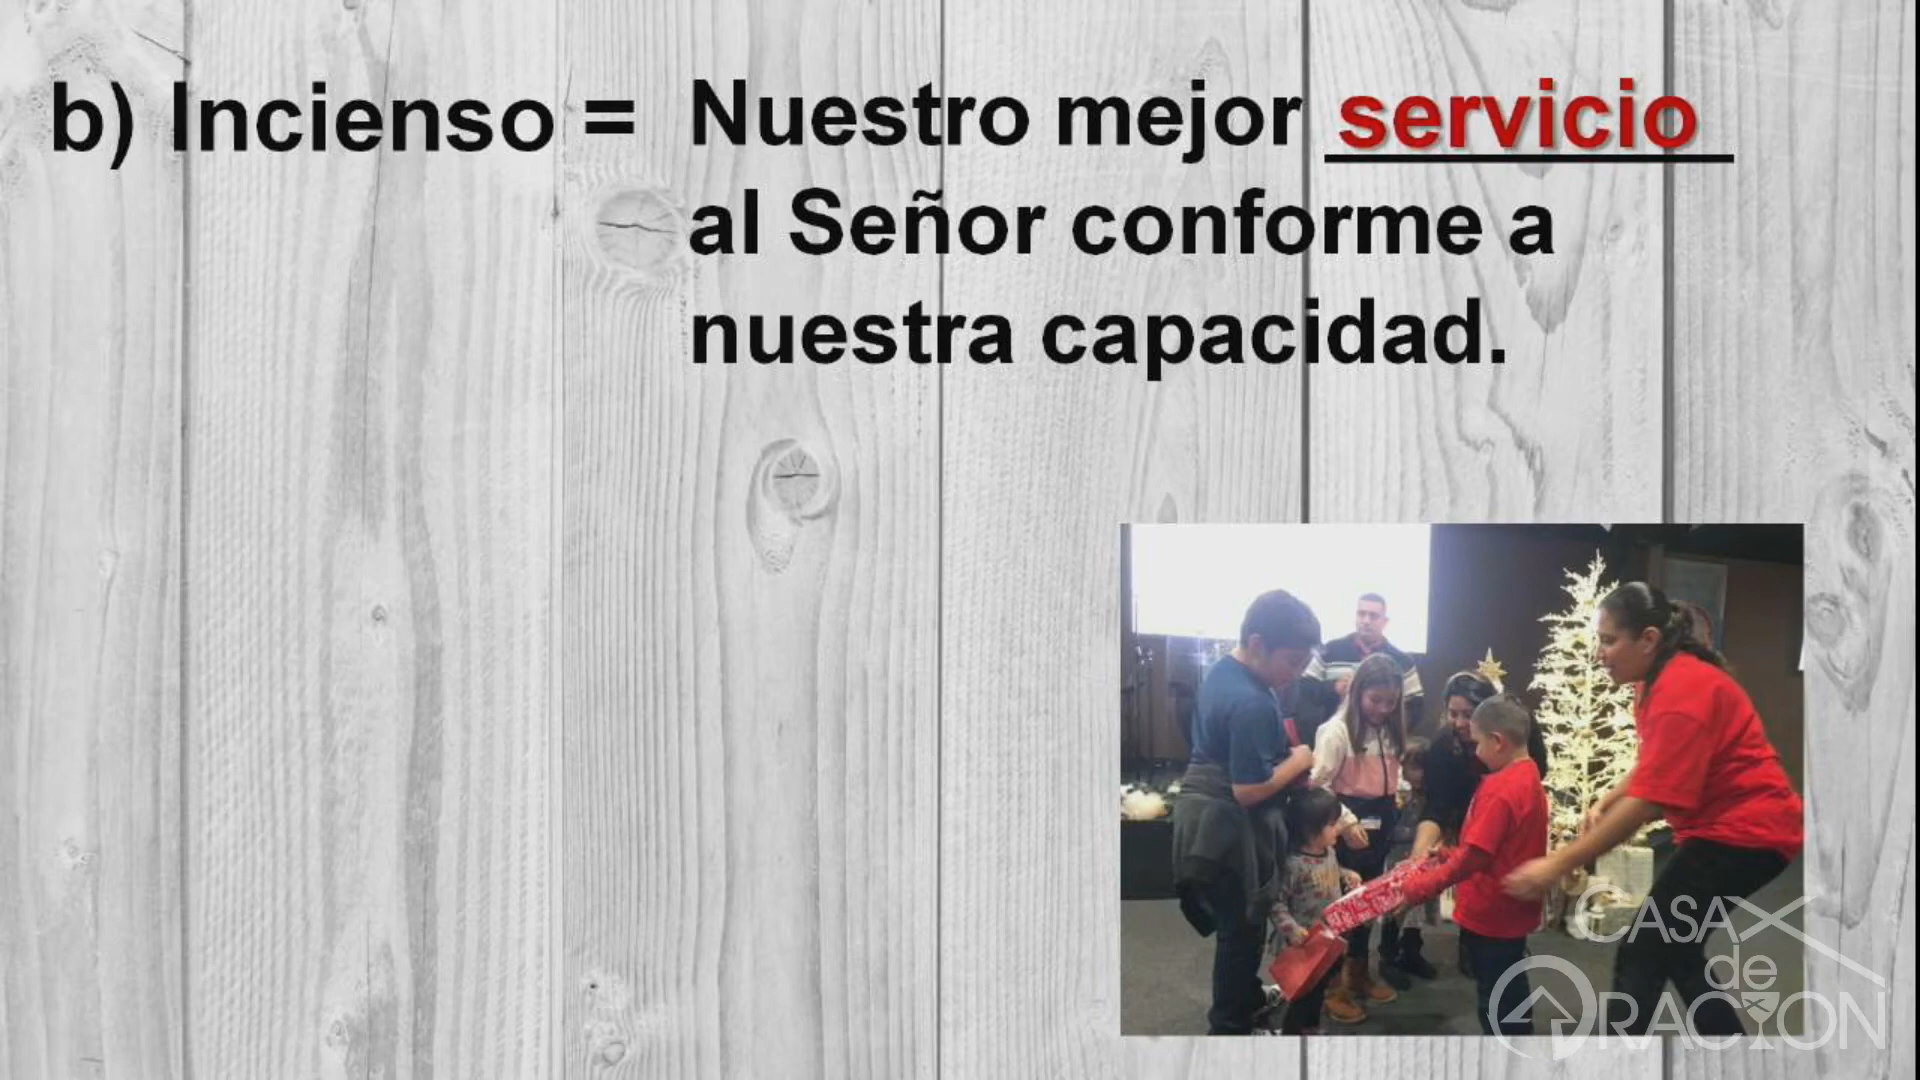 b) Incienso = Nuestro mejor servicio
al Señor conforme a
nuestra capacidad.
CASA
de
ORACION